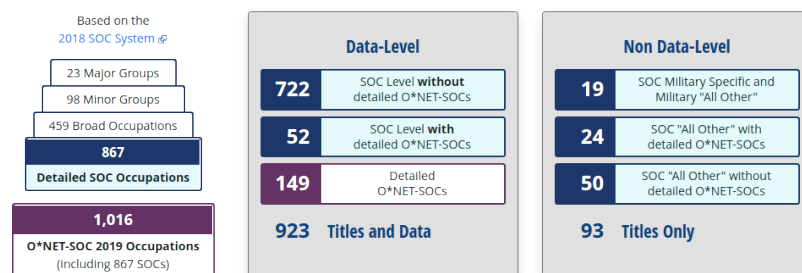 Based on the
2018 SOC System
23 Major Groups
98 Minor Groups
459 Broad Occupations
867
Detailed SOC Occupations
1,016
O*NET-SOC 2019 Occupations
(including 867 SOCs)
Data-Level
722
SOC Level without
detailed O*NET-SOCs
52
SOC Level with
detailed O*NET-SOCs
149
Detailed
O*NET-SOCs
923 Titles and Data
Non Data-Level
19
SOC Military Specific and
Military "All Other"
24
SOC "All Other" with
detailed O*NET-SOCs
50
SOC "All Other" without
detailed O*NET-SOCs
93 Titles Only